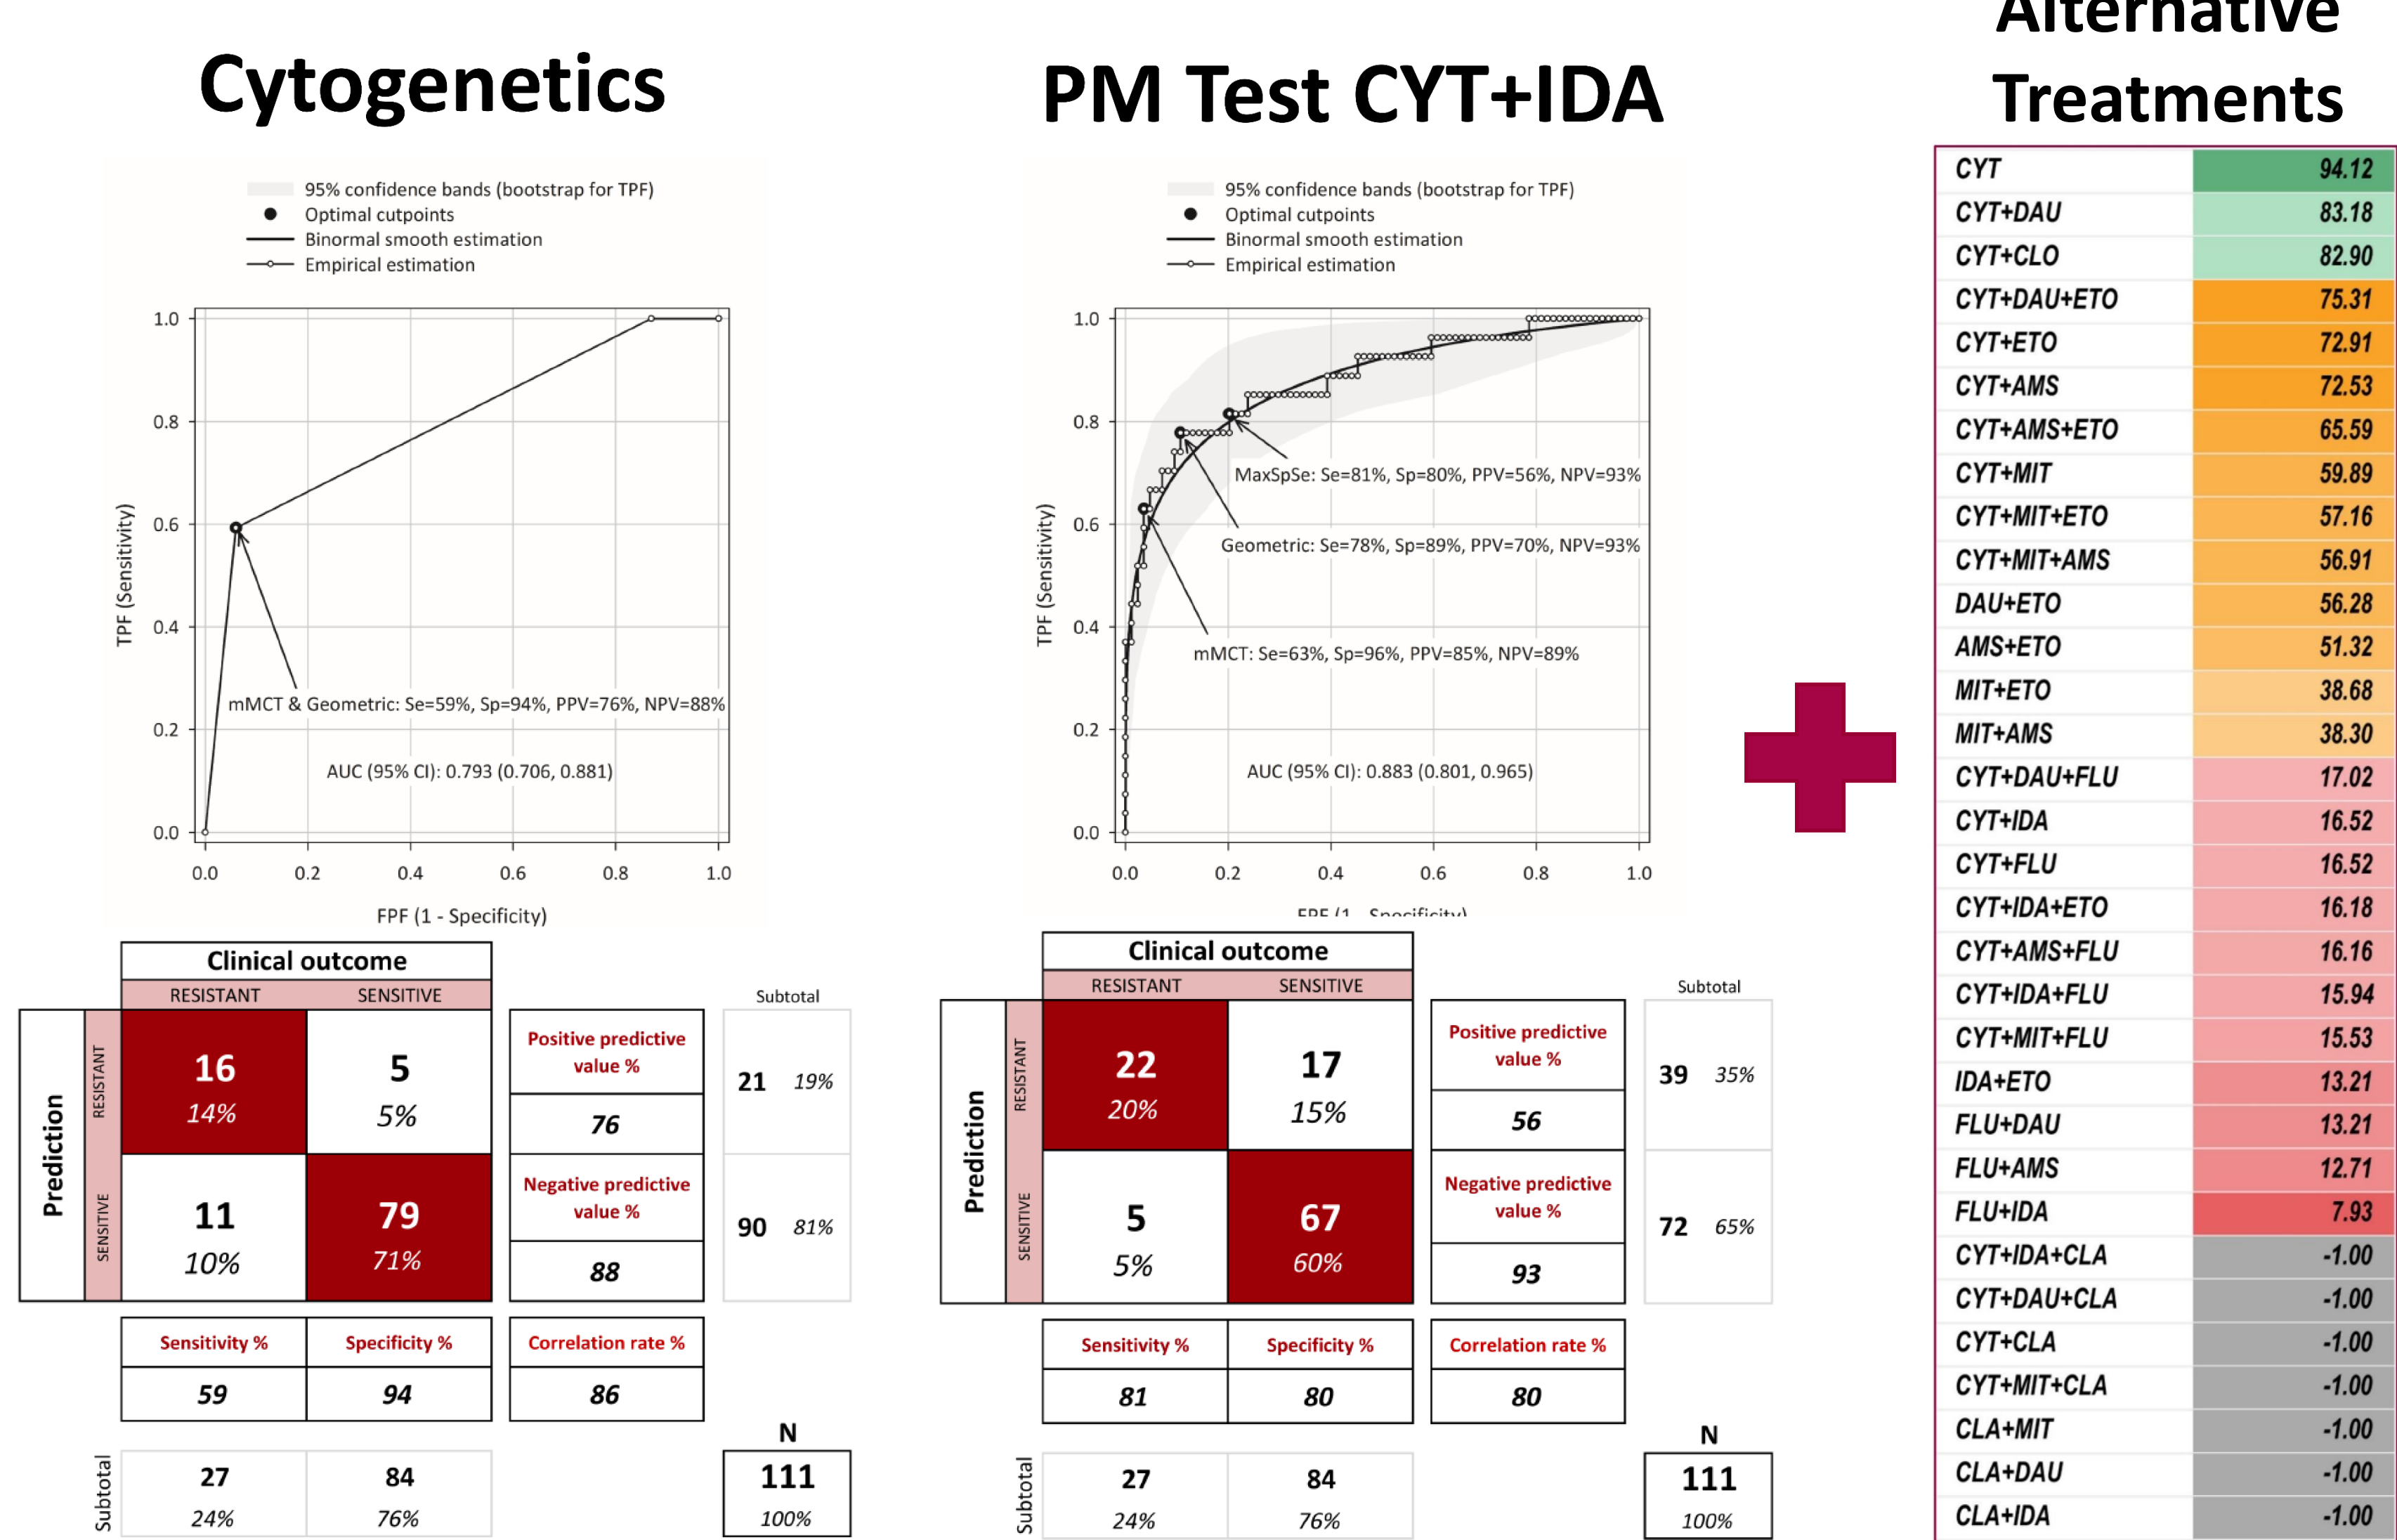 Cytogenetics
95% confidence bands (bootstrap for TPF)
Optimal cutpoints
Binormal smooth estimation
Empirical estimation
1.0
0.8
0.6
0.4
0.2
0.0
TPF (Sensitivity)
mMCT & Geometric: Se=59%, Sp=94%, PPV=76%, NPV=88%
AUC (95% CI): 0.793 (0.706, 0.881)
0.0 0.2 0.4 0.6 0.8 1.0
FPF (1 - Specificity)
Clinical outcome
RESISTANT SENSITIVE
Subtotal
Prediction
RESISTANT
16 5
14% 5%
Positive predictive
value %
76
21 19%
SENSITIVE
11 79
10% 71%
Negative predictive
value %
88
90 81%
Sensitivity % Specificity % Correlation rate %
59 94 86
Subtotal
27 84
24% 76%
N
111
100%
PM Test CYT+IDA
95% confidence bands (bootstrap for TPF)
Optimal cutpoints
Binormal smooth estimation
Empirical estimation
1.0
0.8
0.6
0.4
0.2
0.0
TPF (Sensitivity)
MaxSpSe: Se=81%, Sp=80%, PPV=56%, NPV=93%
Geometric: Se=78%, Sp=89%, PPV=70%, NPV=93%
mMCT: Se=63%, Sp=96%, PPV=85%, NPV=89%
AUC (95% CI): 0.883 (0.801, 0.965)
0.0 0.2 0.4 0.6 0.8 1.0
FPF (1 - Specificity)
Clinical outcome
RESISTANT SENSITIVE
Subtotal
Prediction
RESISTANT
22 17
20% 15%
Positive predictive
value %
56
39 35%
SENSITIVE
5 67
5% 60%
Negative predictive
value %
93
72 65%
Sensitivity % Specificity % Correlation rate %
81 80 80
Subtotal
27 84
24% 76%
N
111
100%
Alternative
Treatments
CYT 94.12
CYT+DAU 83.18
CYT+CLO 82.90
CYT+DAU+ETO 75.31
CYT+ETO 72.91
CYT+AMS 72.53
CYT+AMS+ETO 65.59
CYT+MIT 59.89
CYT+MIT+ETO 57.16
CYT+MIT+AMS 56.91
DAU+ETO 56.28
AMS+ETO 51.32
MIT+ETO 38.68
MIT+AMS 38.30
CYT+DAU+FLU 17.02
CYT+IDA 16.52
CYT+FLU 16.52
CYT+IDA+ETO 16.18
CYT+AMS+FLU 16.16
CYT+IDA+FLU 15.94
CYT+MIT+FLU 15.53
IDA+ETO 13.21
FLU+DAU 13.21
FLU+AMS 12.71
FLU+IDA 7.93
CYT+IDA+CLA -1.00
CYT+DAU+CLA -1.00
CYT+CLA -1.00
CYT+MIT+CLA -1.00
CLA+MIT -1.00
CLA+DAU -1.00
CLA+IDA -1.00